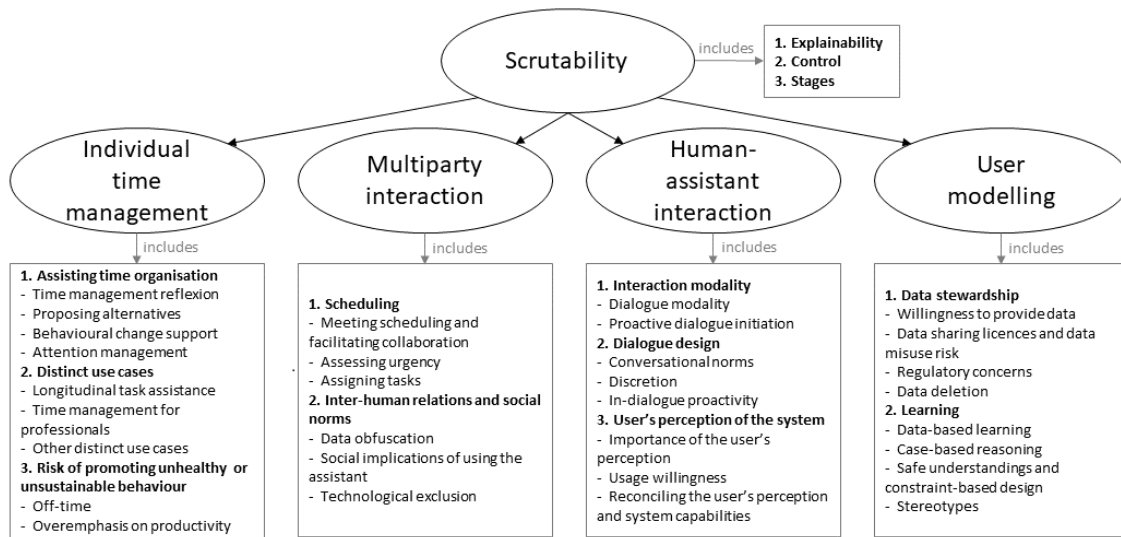 Scrutability
includes
1. Explainability
2. Control
3. Stages
Individual
time
management
includes
1. Assisting time organisation
- Time management reflexion
- Proposing alternatives
- Behavioural change support
- Attention management
2. Distinct use cases
- Longitudinal task assistance
- Time management for
professionals
- Other distinct use cases
3. Risk of promoting unhealthy or
unsustainable behaviour
- Off-time
- Overemphasis on productivity
Multiparty
interaction
includes
1. Scheduling
- Meeting scheduling and
facilitating collaboration
- Assessing urgency
- Assigning tasks
2. Inter-human relations and social
norms
- Data obfuscation
- Social implications of using the
assistant
- Technological exclusion
Human-
assistant
interaction
includes
1. Interaction modality
- Dialogue modality
- Proactive dialogue initiation
2. Dialogue design
- Conversational norms
- Discretion
- In-dialogue proactivity
3. User's perception of the system
- Importance of the user's
perception
- Usage willingness
- Reconciling the user's perception
and system capabilities
User
modelling
includes
1. Data stewardship
- Willingness to provide data
- Data sharing licences and data
misuse risk
- Regulatory concerns
- Data deletion
2. Learning
- Data-based learning
- Case-based reasoning
- Safe understandings and
constraint-based design
- Stereotypes